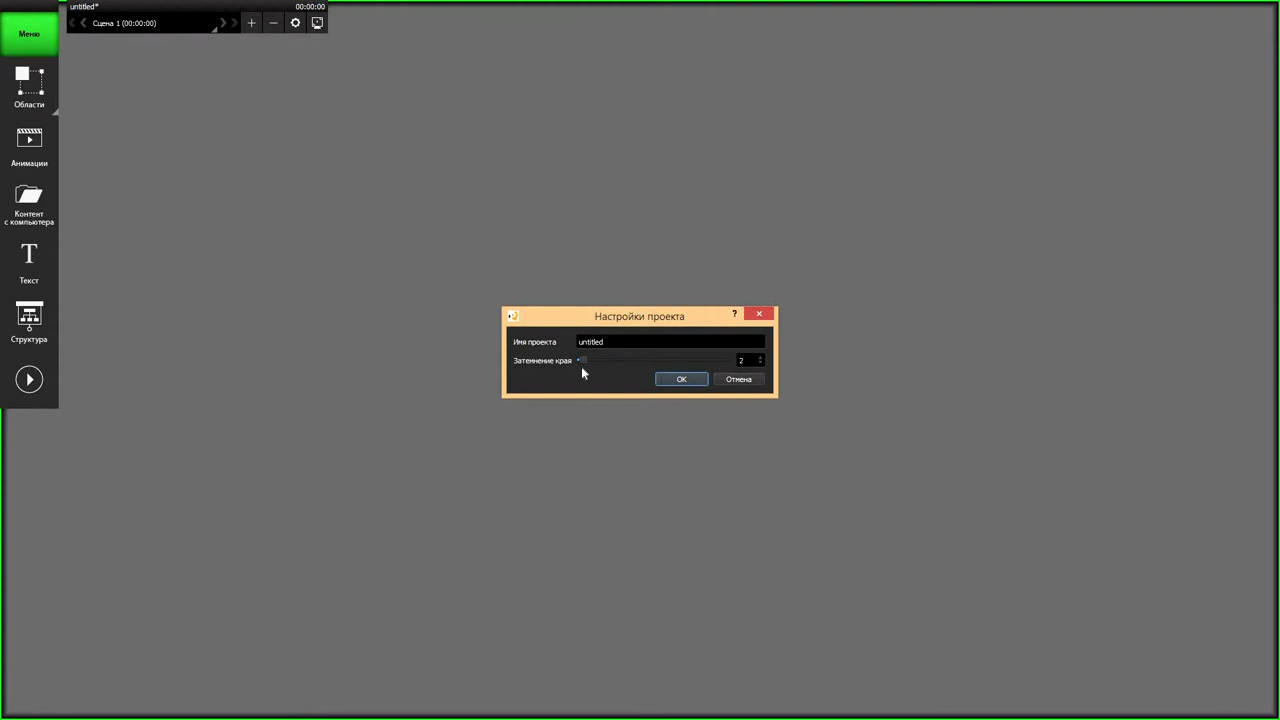 untitled* 00:00:00
Меню
Сцена 1 (00:00:00)
Области
Анимации
Контент
с компьютера
T
Текст
Структура
Настройки проекта ?
Имя проекта untitled
Затемнение края 2
OK Отмена